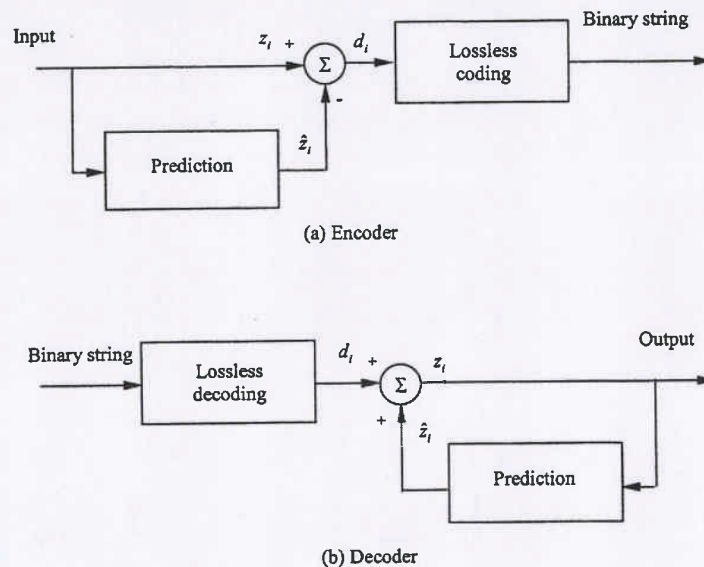 Input
z_i +
d_i
Binary string
Σ
Lossless
coding
-
ẑ_i
Prediction
(a) Encoder
Binary string
Lossless
decoding
d_i +
z_i
Output
Σ
+
ẑ_i
Prediction
(b) Decoder